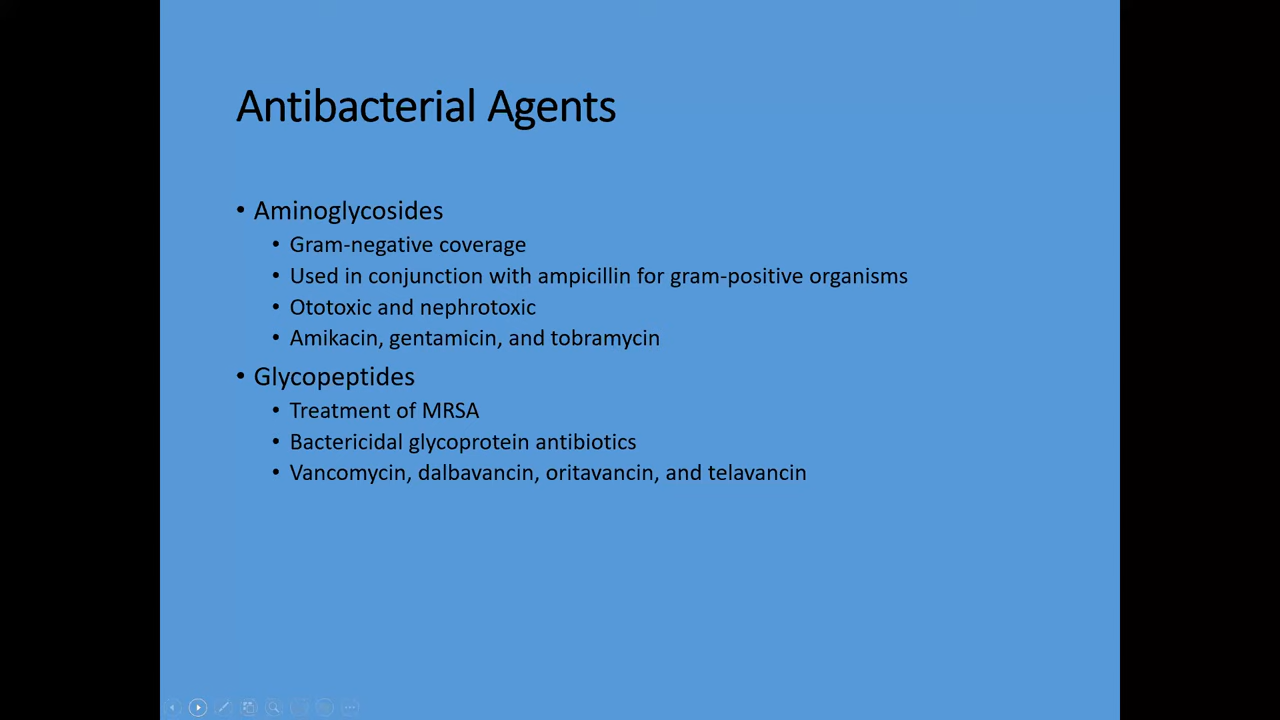 Antibacterial Agents
• Aminoglycosides
• Gram-negative coverage
• Used in conjunction with ampicillin for gram-positive organisms
• Ototoxic and nephrotoxic
• Amikacin, gentamicin, and tobramycin
• Glycopeptides
• Treatment of MRSA
• Bactericidal glycoprotein antibiotics
• Vancomycin, dalbavancin, oritavancin, and telavancin